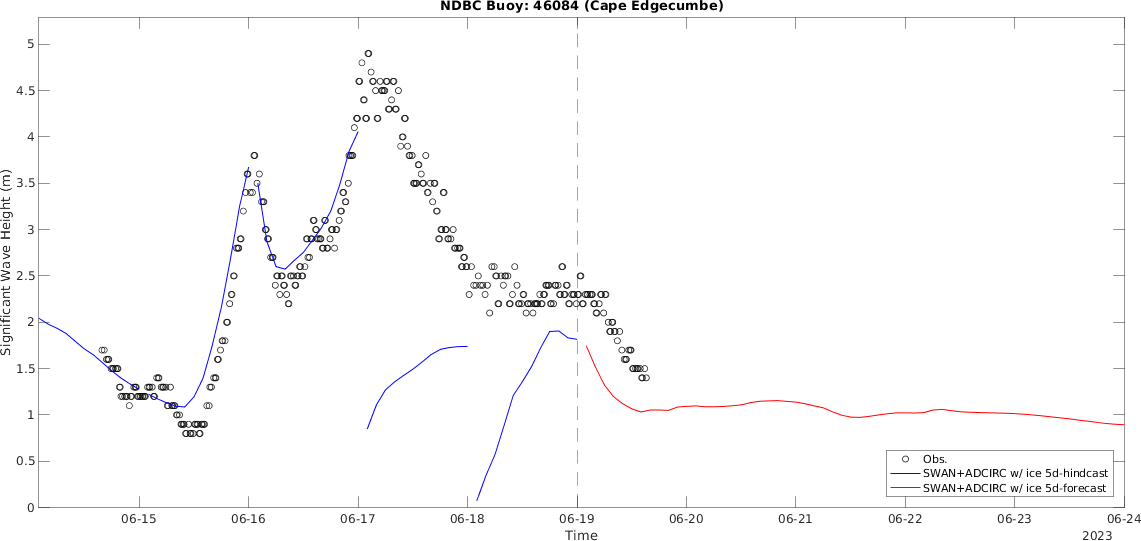 NDBC Buoy: 46084 (Cape Edgecumbe)
Significant Wave Height (m)
5
4.5
4
3.5
3
2.5
2
1.5
1
0.5
0
Obs.
SWAN+ADCIRC w/ ice 5d-hindcast
SWAN+ADCIRC w/ ice 5d-forecast
06-15 06-16 06-17 06-18 06-19 06-20 06-21 06-22 06-23 06-24
Time
2023